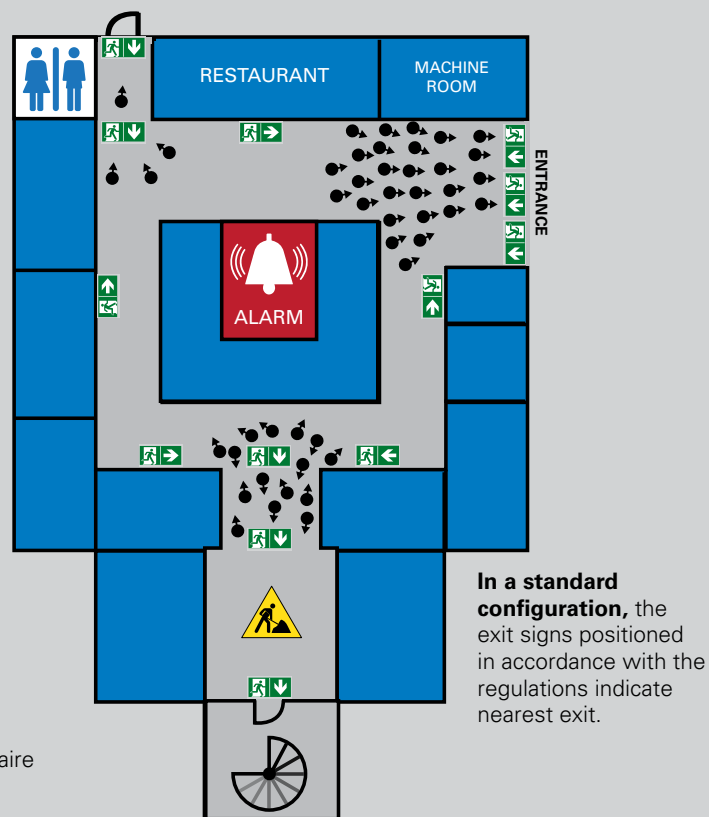 RESTAURANT
MACHINE
ROOM
ENTRANCE
ALARM
In a standard
configuration, the
exit signs positioned
in accordance with the
regulations indicate
nearest exit.
aire